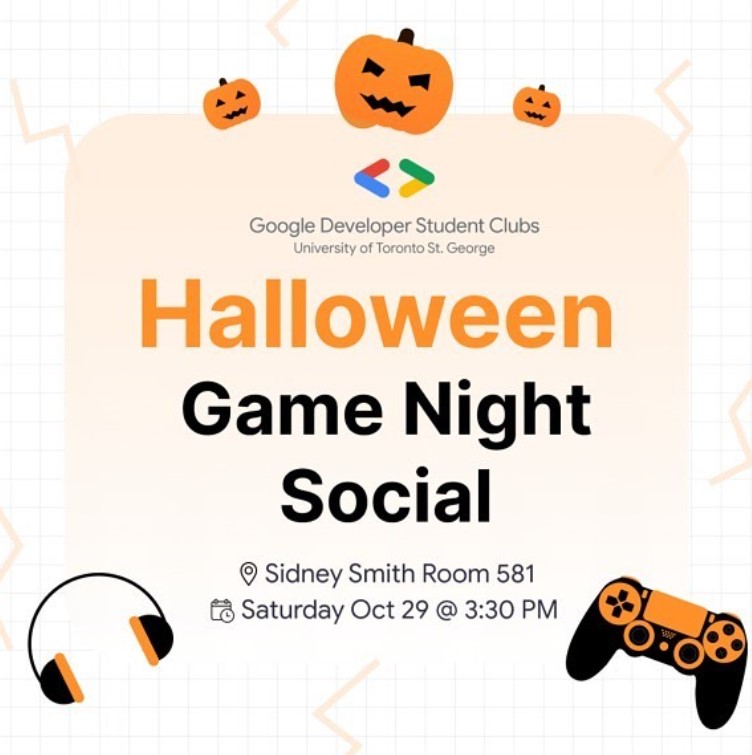 Google Developer Student Clubs
University of Toronto St. George
Halloween
Game Night
Social
Sidney Smith Room 581
Saturday Oct 29 @ 3:30 PM